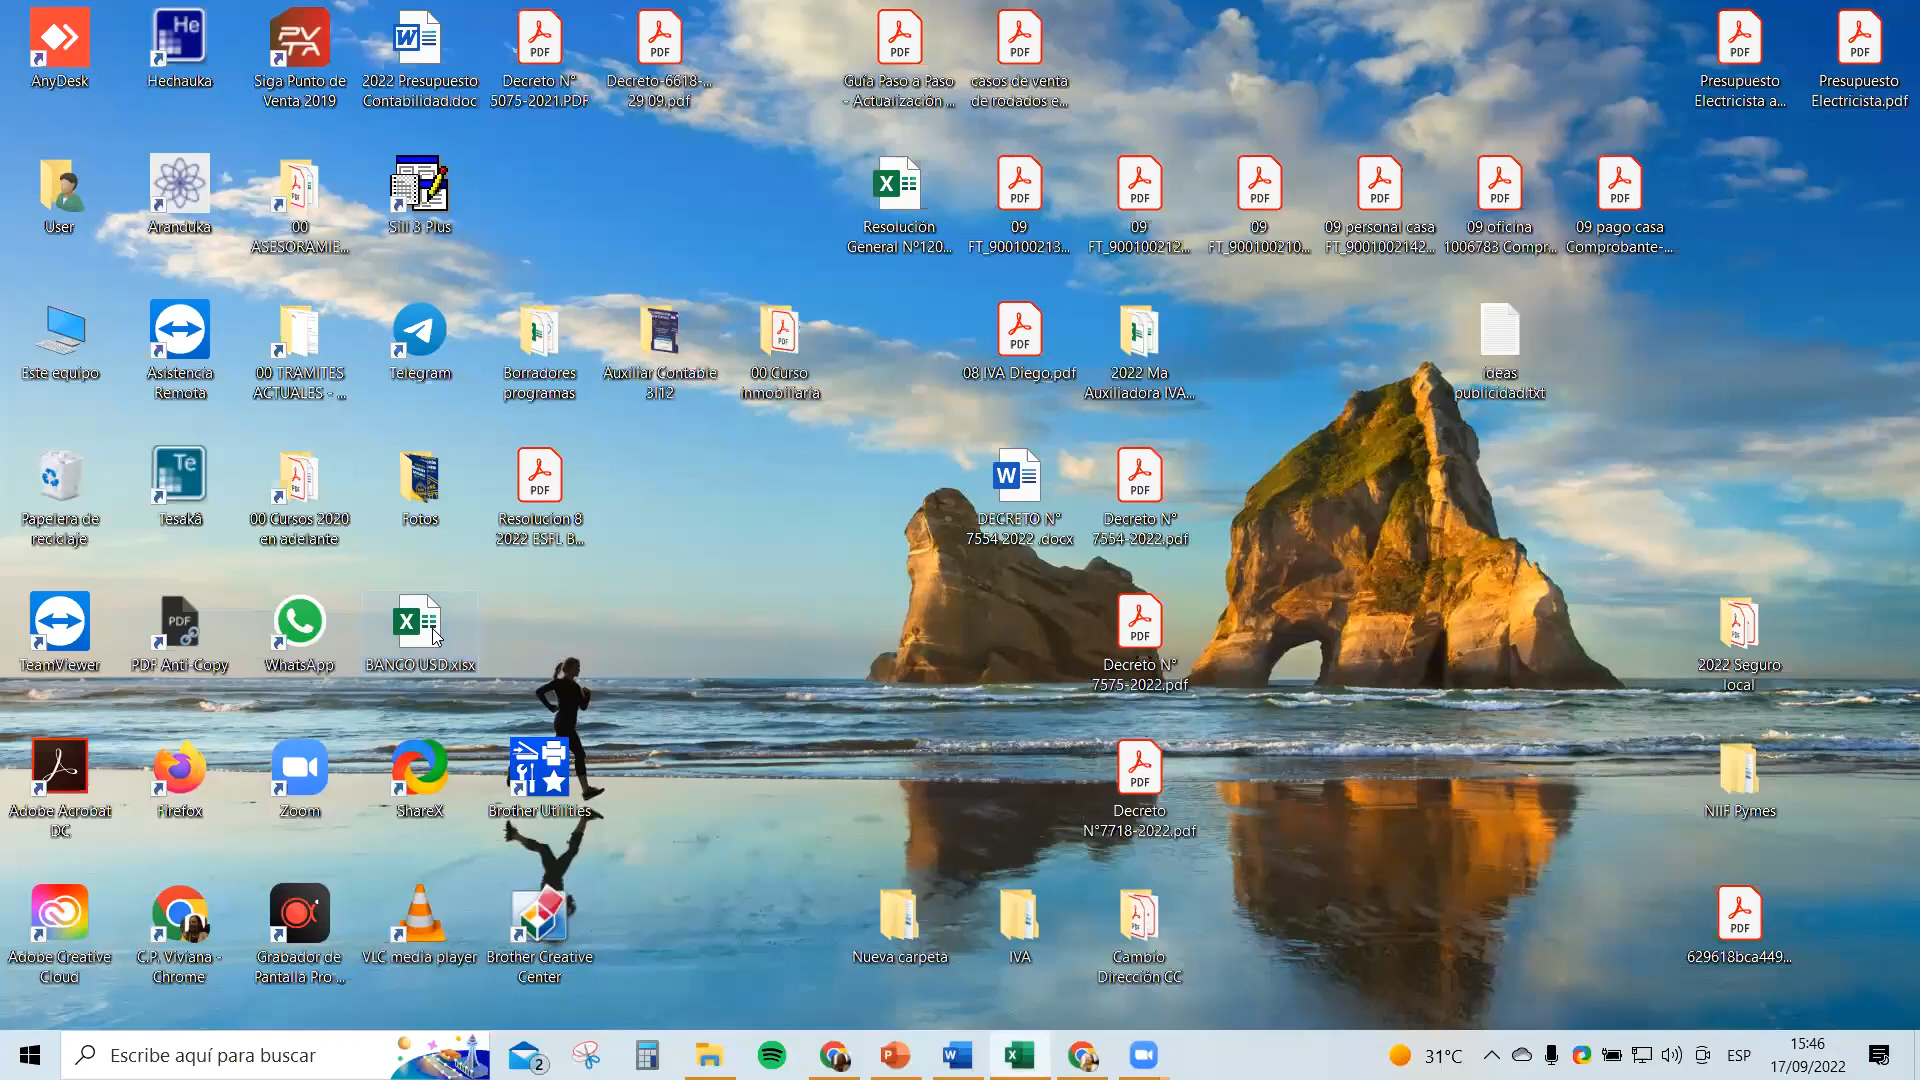 AnyDesk
Hechauka
Siga Punto de
Venta 2019
2022 Presupuesto
Contabilidad.doc
Decreto N°
5075-2021.PDF
Decreto-6618-...
29 09.pdf
Guía Paso a Paso
- Actualización ...
casos de venta
de rodados e...
Presupuesto
Electricista a...
Presupuesto
Electricista.pdf
User
Aranduka
00
ASESORAMIE...
Siii 3 Plus
Resolución
General Nº120...
09
FT_900100213...
09
FT_900100212...
09
FT_900100210...
09 personal casa
FT_9001002142...
09 oficina
1006783 Compr...
09 pago casa
Comprobante-...
Este equipo
Asistencia
Remota
00 TRAMITES
ACTUALES - ...
Telegram
Borradores
programas
Auxiliar Contable
3I12
00 Curso
Inmobiliaria
08 IVA Diego.pdf
2022 Ma
Auxiliadora IVA...
ideas
publicidad.txt
Papelera de
reciclaje
Tesakã
00 Cursos 2020
en adelante
Fotos
Resolucion 8
2022 ESFL B...
DECRETO N°
7554 2022 .docx
Decreto N°
7554-2022.pdf
TeamViewer
PDF Anti-Copy
WhatsApp
BANCO USD.xlsx
Decreto N°
7575-2022.pdf
2022 Seguro
local
Adobe Acrobat
DC
Firefox
Zoom
ShareX
Brother Utilities
Decreto
N°7718-2022.pdf
NIIF Pymes
Adobe Creative
Cloud
C.P. Viviana -
Chrome
Grabador de
Pantalla Pro ...
VLC media player
Brother Creative
Center
Nueva carpeta
IVA
Cambio
Dirección CC
629618bca449...
Escribe aquí para buscar
2
31°C
ESP
15:46
17/09/2022